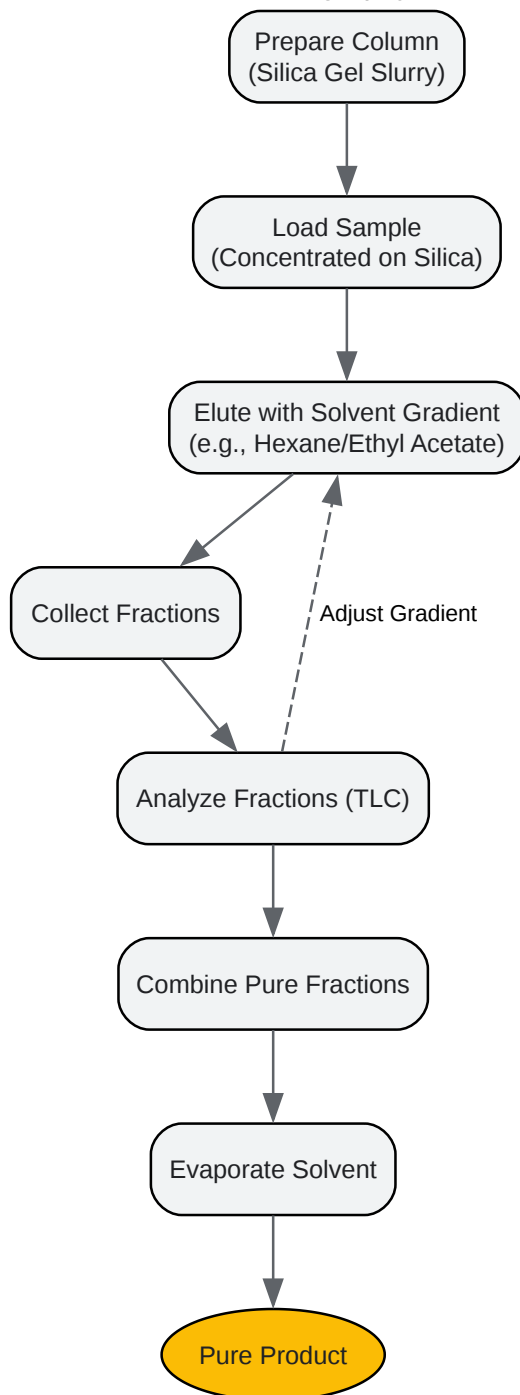 Prepare Column
(Silica Gel Slurry)
Load Sample
(Concentrated on Silica)
Elute with Solvent Gradient
(e.g., Hexane/Ethyl Acetate)
Collect Fractions
Adjust Gradient
Analyze Fractions (TLC)
Combine Pure Fractions
Evaporate Solvent
Pure Product